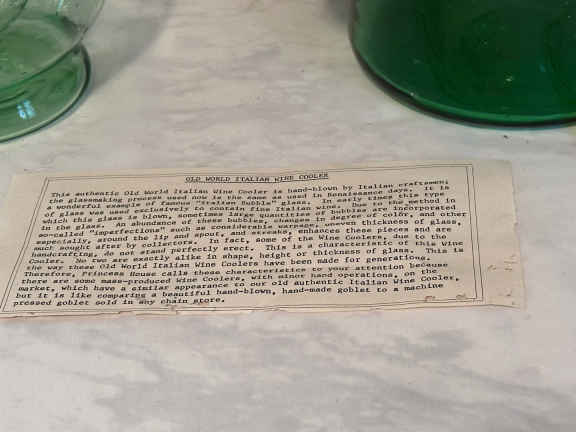 OLD WORLD ITALIAN WINE COOLER
This authentic Old World Italian Wine Cooler is hand-blown by Italian craftsmen;
the glassmaking process used now is the same as used in Renaissance days. It is
a wonderful example of famous "Italian Bubble" glass. In early times this type
of glass was used exclusively to contain fine Italian wine. Due to the method in
which this glass is blown, sometimes large quantities of bubbles are incorporated
in the glass. An abundance of these bubbles, changes in degree of color, and other
so-called "imperfections" such as considerable warpage, uneven thickness of glass,
especially, around the lip and spout, and streaks, enhances these pieces and are
much sought after by collectors. In fact, some of the Wine Coolers, due to the
handcrafting, do not stand perfectly erect. This is a characteristic of this Wine
Cooler. No two are exactly alike in shape, height or thickness of glass. This is
the way these Old World Italian Wine Coolers have been made for generations.
Therefore, Princess House calls these characteristics to your attention because
there are some mass-produced Wine Coolers, with minor hand operations, on the
market, which have a similar appearance to our old authentic Italian Wine Cooler,
but it is like comparing a beautiful hand-blown, hand-made goblet to a machine
pressed goblet sold in any chain store.